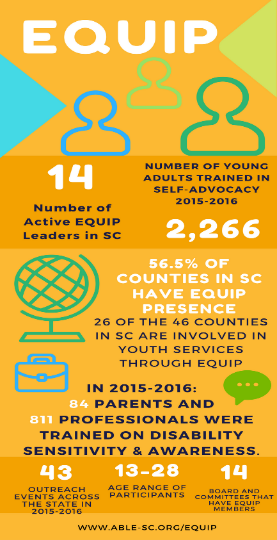 EQUIP
14
Number of
Active EQUIP
Leaders in SC
NUMBER OF YOUNG
ADULTS TRAINED IN
SELF-ADVOCACY
2015-2016
2,266
56.5% OF
COUNTIES IN SC
HAVE EQUIP
PRESENCE
26 OF THE 46 COUNTIES
IN SC ARE INVOLVED IN
YOUTH SERVICES
THROUGH EQUIP
IN 2015-2016:
84 PARENTS AND
811 PROFESSIONALS WERE
TRAINED ON DISABILITY
SENSITIVITY & AWARENESS.
43
OUTREACH
EVENTS ACROSS
THE STATE IN
2015-2016
13-28
AGE RANGE OF
PARTICIPANTS
14
BOARD AND
COMMITTEES THAT
HAVE EQUIP
MEMBERS
WWW.ABLE-SC.ORG/EQUIP